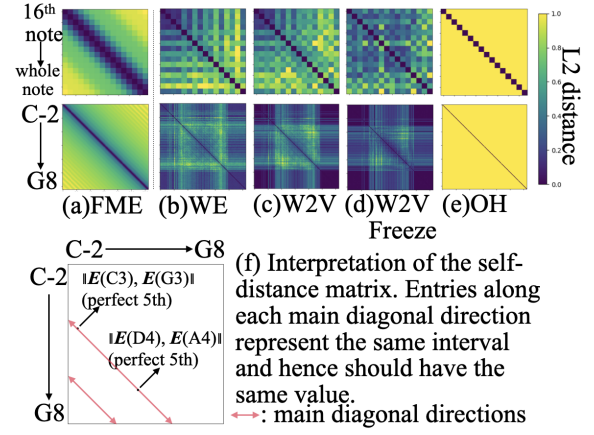 16th
note
whole
note
C-2
G8
1.0
0.8
0.6
0.4
0.2
0.0
L2 distance
(a)FME
(b)WE
(c)W2V
(d)W2V
Freeze
(e)OH
C-2
G8
C-2
G8
‖E(C3), E(G3)‖
(perfect 5th)
‖E(D4), E(A4)‖
(perfect 5th)
(f) Interpretation of the self-
distance matrix. Entries along
each main diagonal direction
represent the same interval
and hence should have the
same value.
: main diagonal directions